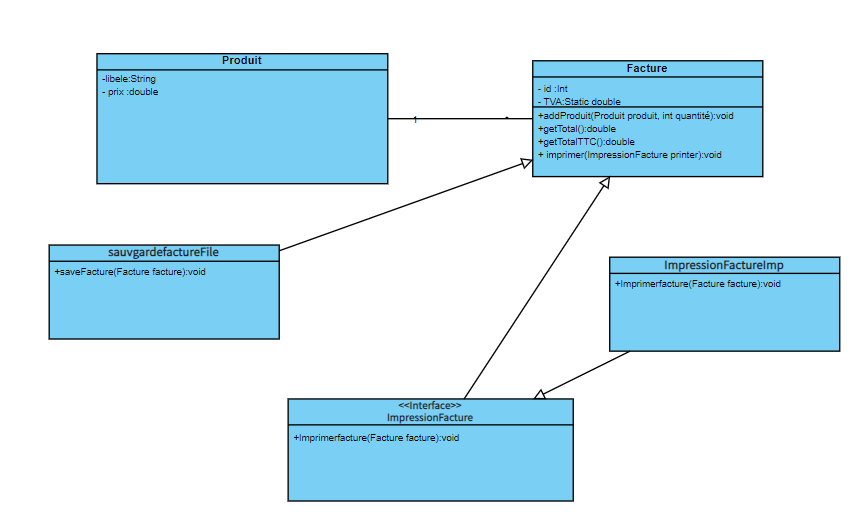 Produit
-libele:String
- prix :double
Facture
- id :Int
- TVA:Static double
+addProduit(Produit produit, int quantité):void
+getTotal():double
+getTotalTTC():double
+ imprimer(ImpressionFacture printer):void
1
*
sauvgardefactureFile
+saveFacture(Facture facture):void
ImpressionFactureImp
+Imprimerfacture(Facture facture):void
<<Interface>>
ImpressionFacture
+Imprimerfacture(Facture facture):void